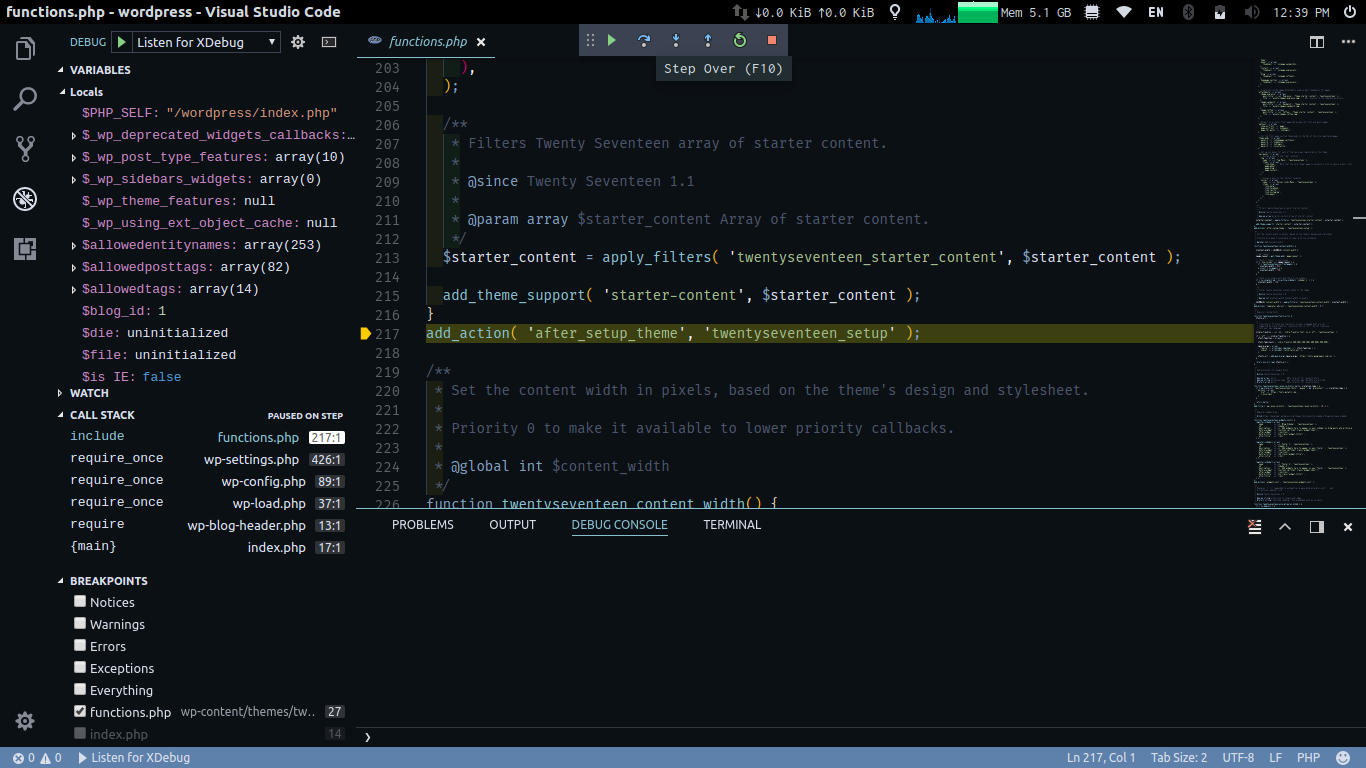 functions.php - wordpress - Visual Studio Code
↓0.0 KiB ↑0.0 KiB
Mem 5.1 GB
EN
12:39 PM
DEBUG
Listen for XDebug
functions.php
Step Over (F10)
VARIABLES
Locals
$PHP_SELF: "/wordpress/index.php"
$_wp_deprecated_widgets_callbacks:…
$_wp_post_type_features: array(10)
$_wp_sidebars_widgets: array(0)
$_wp_theme_features: null
$_wp_using_ext_object_cache: null
$allowedentitynames: array(253)
$allowedposttags: array(82)
$allowedtags: array(14)
$blog_id: 1
$die: uninitialized
$file: uninitialized
$is_IE: false
WATCH
CALL STACK PAUSED ON STEP
include functions.php 217:1
require_once wp-settings.php 426:1
require_once wp-config.php 89:1
require_once wp-load.php 37:1
require wp-blog-header.php 13:1
{main} index.php 17:1
BREAKPOINTS
Notices
Warnings
Errors
Exceptions
Everything
functions.php wp-content/themes/tw… 27
index.php 14
203 ),
204 );
205
206 /**
207 * Filters Twenty Seventeen array of starter content.
208 *
209 * @since Twenty Seventeen 1.1
210 *
211 * @param array $starter_content Array of starter content.
212 */
213 $starter_content = apply_filters( 'twentyseventeen_starter_content', $starter_content );
214
215 add_theme_support( 'starter-content', $starter_content );
216 }
217 add_action( 'after_setup_theme', 'twentyseventeen_setup' );
218
219 /**
220 * Set the content width in pixels, based on the theme's design and stylesheet.
221 *
222 * Priority 0 to make it available to lower priority callbacks.
223 *
224 * @global int $content_width
225 */
226 function twentyseventeen_content_width() {
PROBLEMS OUTPUT DEBUG CONSOLE TERMINAL
❯
0 0 Listen for XDebug
Ln 217, Col 1 Tab Size: 2 UTF-8 LF PHP